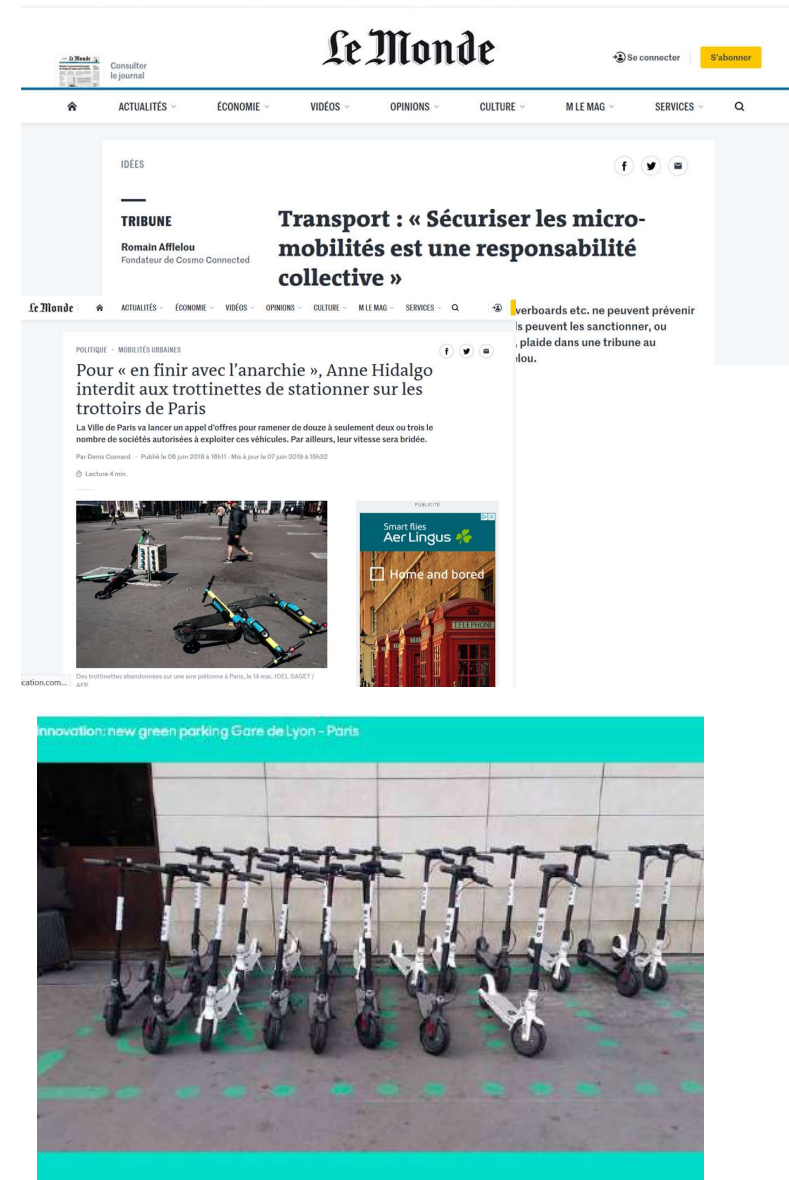 Le Monde
Consulter
le journal
Se connecter
S'abonner
ACTUALITÉS ÉCONOMIE VIDÉOS OPINIONS CULTURE M LE MAG SERVICES
IDÉES
TRIBUNE
Romain Afflelou
Fondateur de Cosmo Connected
Transport : « Sécuriser les micro-
mobilités est une responsabilité
collective »
verboards etc. ne peuvent prévenir
ls peuvent les sanctionner, ou
, plaide dans une tribune au
elou.
Le Monde ACTUALITÉS ÉCONOMIE VIDÉOS OPINIONS CULTURE M LE MAG SERVICES
POLITIQUE · MOBILITÉS URBAINES
Pour « en finir avec l'anarchie », Anne Hidalgo
interdit aux trottinettes de stationner sur les
trottoirs de Paris
La Ville de Paris va lancer un appel d'offres pour ramener de douze à seulement deux ou trois le
nombre de sociétés autorisées à exploiter ces véhicules. Par ailleurs, leur vitesse sera bridée.
Par Denis Cosnard · Publié le 06 juin 2019 à 16h11 · Mis à jour le 07 juin 2019 à 15h32
Lecture 4 min.
PUBLICITÉ
Smart flies
Aer Lingus
Home and bored
TELEPHONE
Des trottinettes abandonnées sur une aire piétonne à Paris, le 14 mai. JOEL SAGET /
AFP
ication.com...
Innovation: new green parking Gare de Lyon - Paris